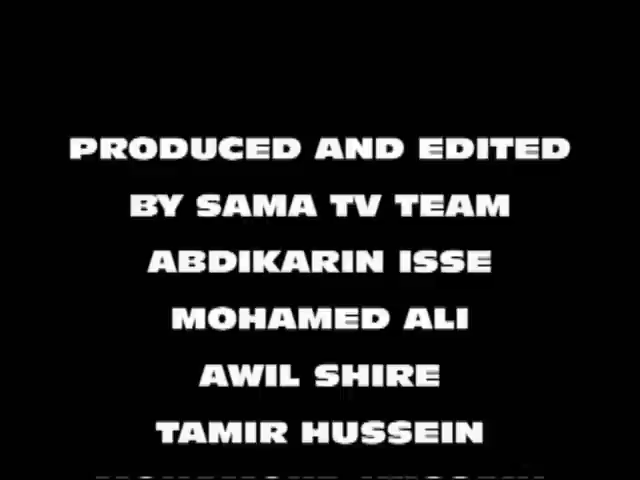 PRODUCED AND EDITED
BY SAMA TV TEAM
ABDIKARIN ISSE
MOHAMED ALI
AWIL SHIRE
TAMIR HUSSEIN